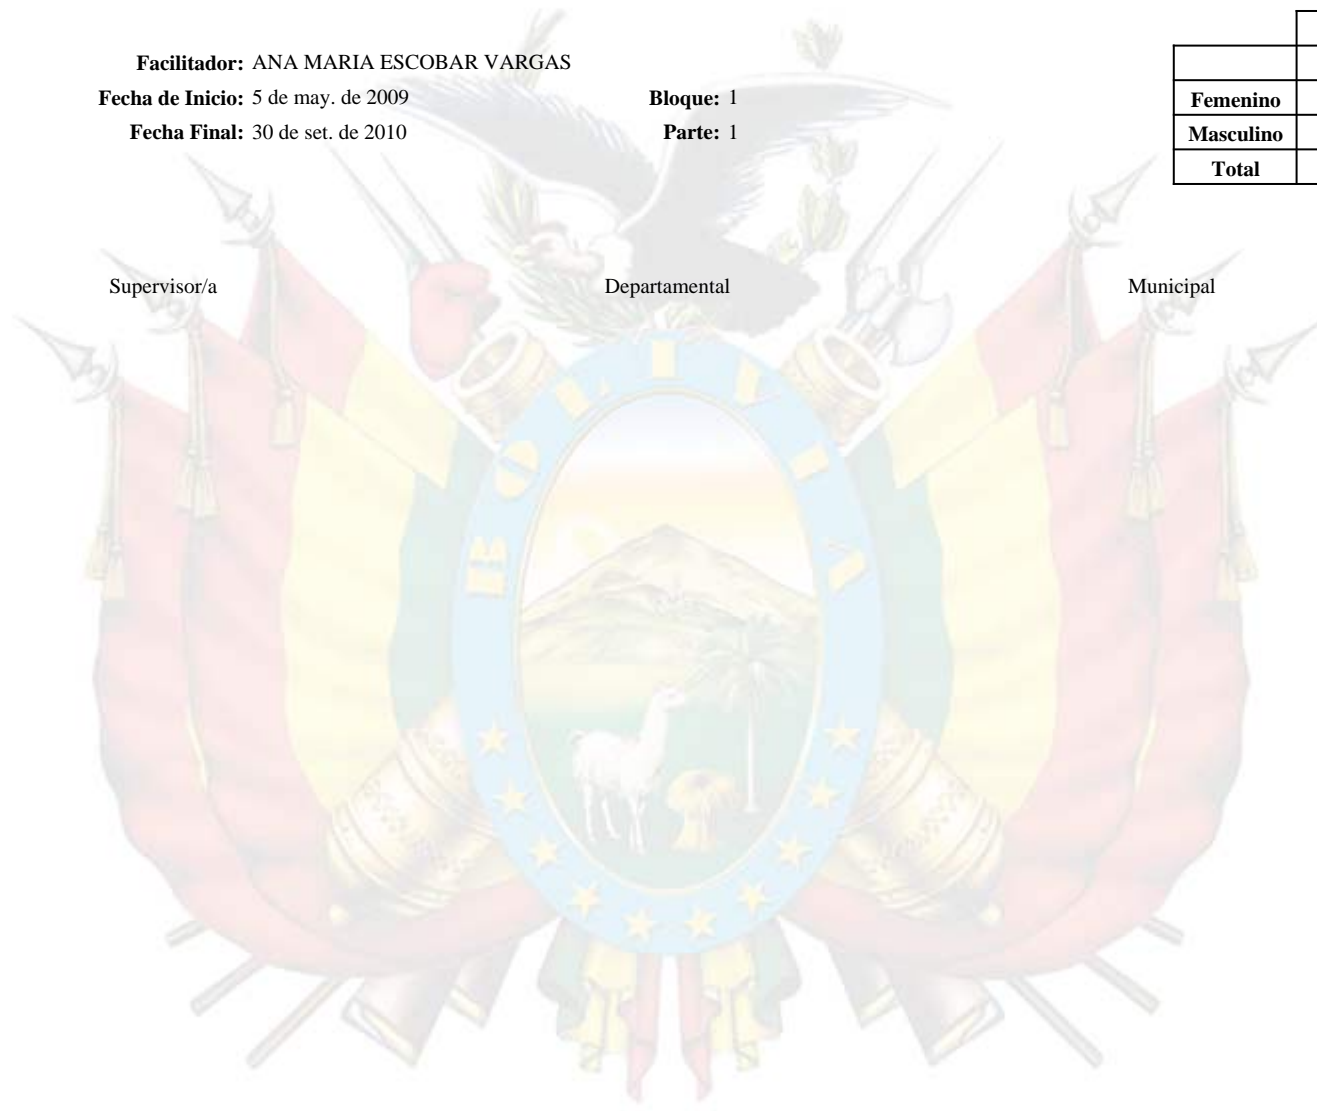 Facilitador: ANA MARIA ESCOBAR VARGAS
Fecha de Inicio: 5 de may. de 2009 Bloque: 1
Fecha Final: 30 de set. de 2010 Parte: 1
Femenino
Masculino
Total
Supervisor/a Departamental Municipal
BOLIVIA